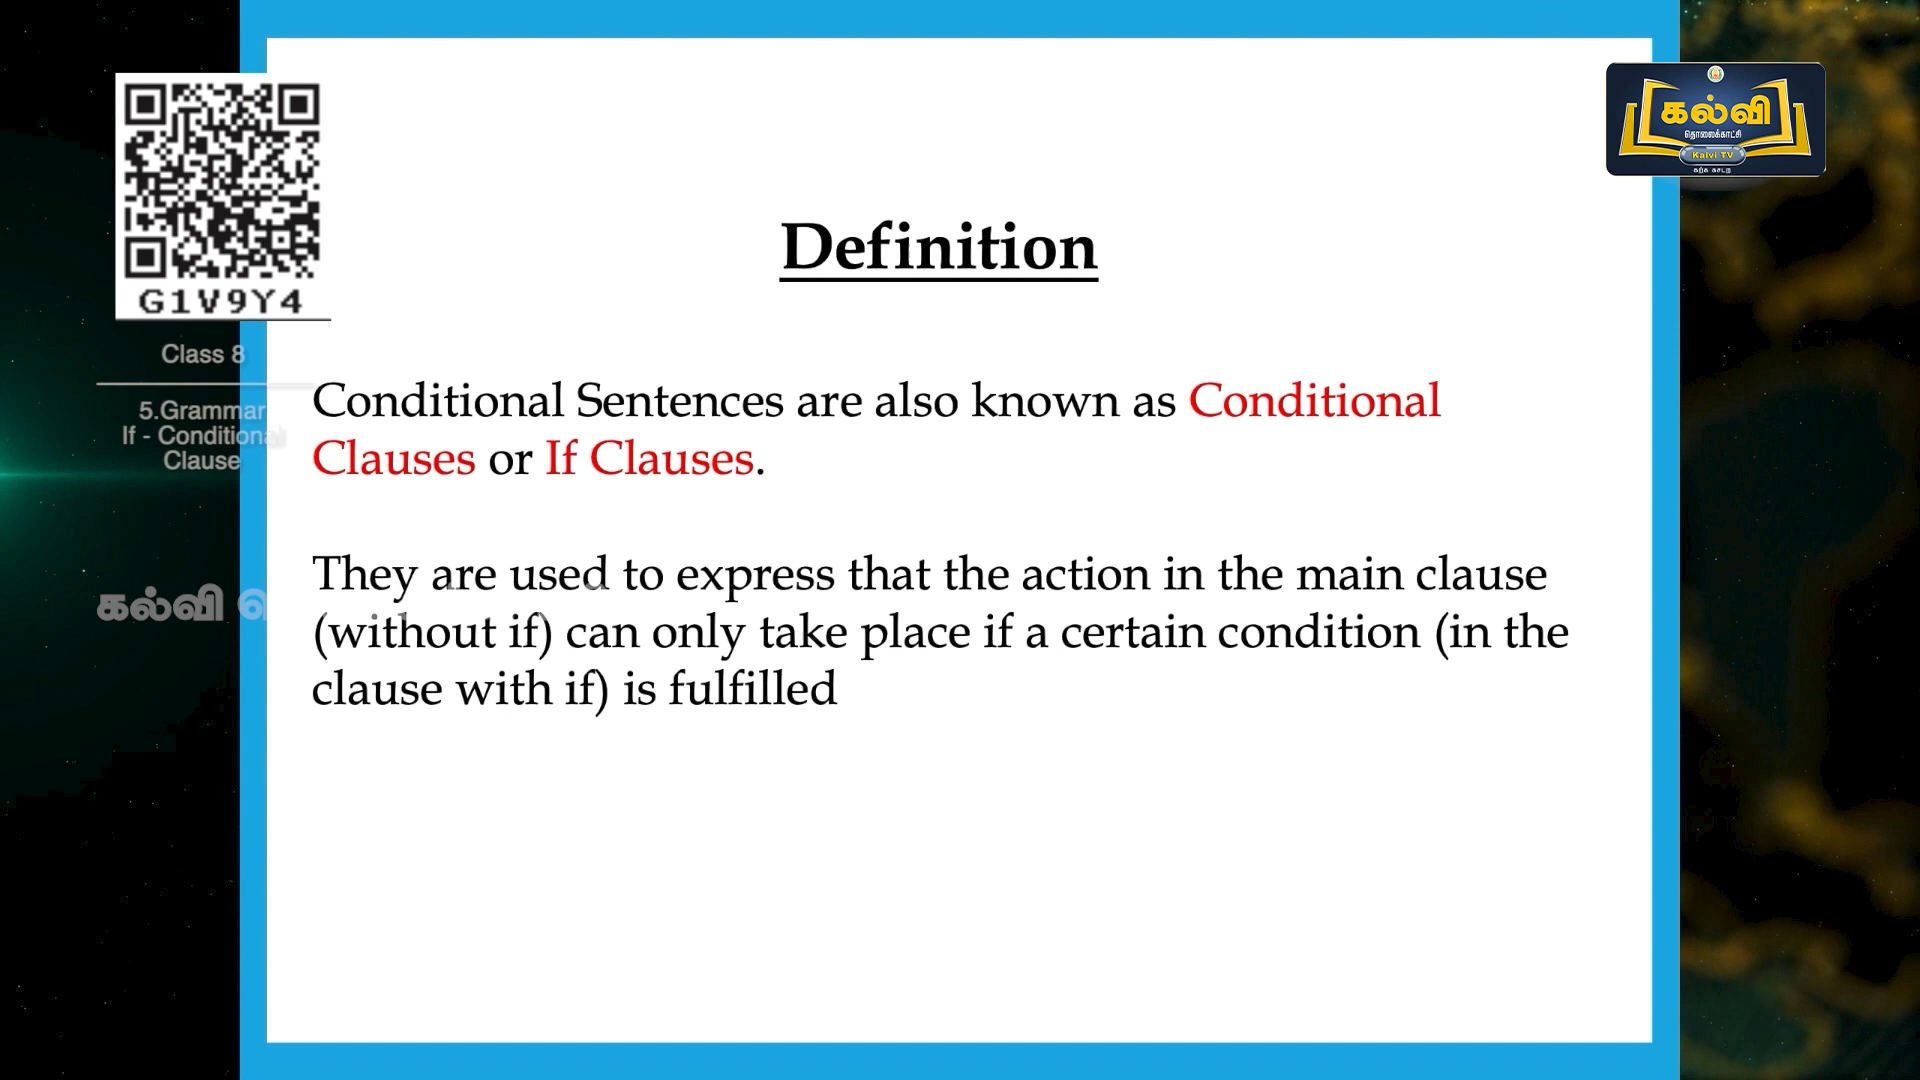 G1V9Y4
Class 8
5.Grammar
If - Conditional
Clause
கல்வி
கல்வி
தொலைக்காட்சி
Kalvi TV
கற்க கசடற
Definition
Conditional Sentences are also known as Conditional
Clauses or If Clauses.
They are used to express that the action in the main clause
(without if) can only take place if a certain condition (in the
clause with if) is fulfilled